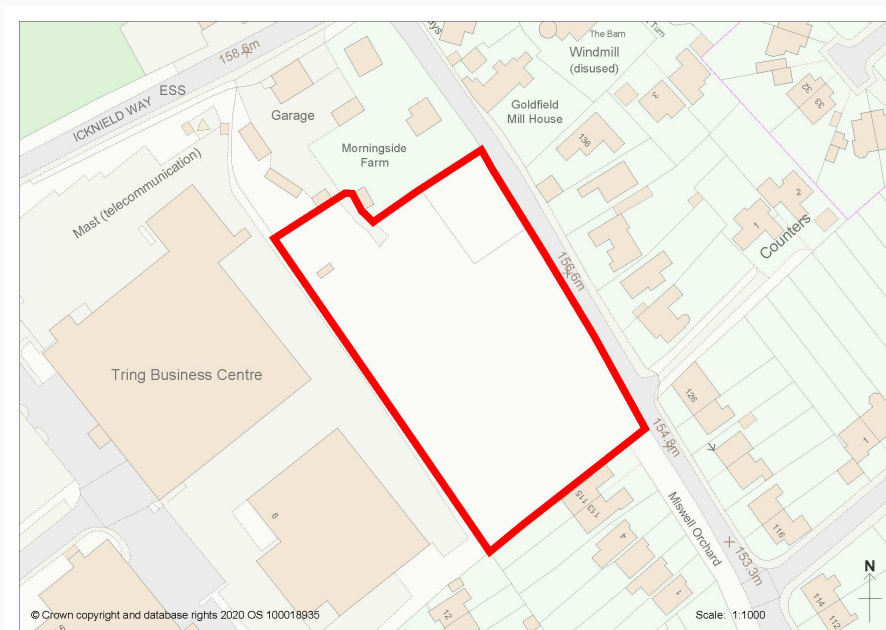 The Barn
Turn
Windmill
(disused)
158.6m
ESS
ICKNIELD WAY
Garage
Goldfield
Mill House
Morningside
Farm
Mast (telecommunication)
136
3
32
33
2
1
Counters
156.6m
Tring Business Centre
126
154.8m
1
8
115
113
116
Miswell Orchard
4
153.3m
1
12
114
112
N
© Crown copyright and database rights 2020 OS 100018935
Scale: 1:1000